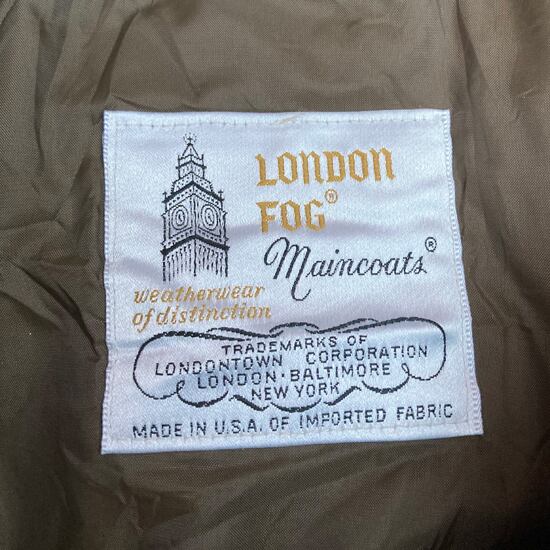 LONDON
FOG®
Maincoats®
weatherwear
of distinction
TRADEMARKS OF
LONDONTOWN CORPORATION
LONDON·BALTIMORE
NEW YORK
MADE IN U.S.A. OF IMPORTED FABRIC